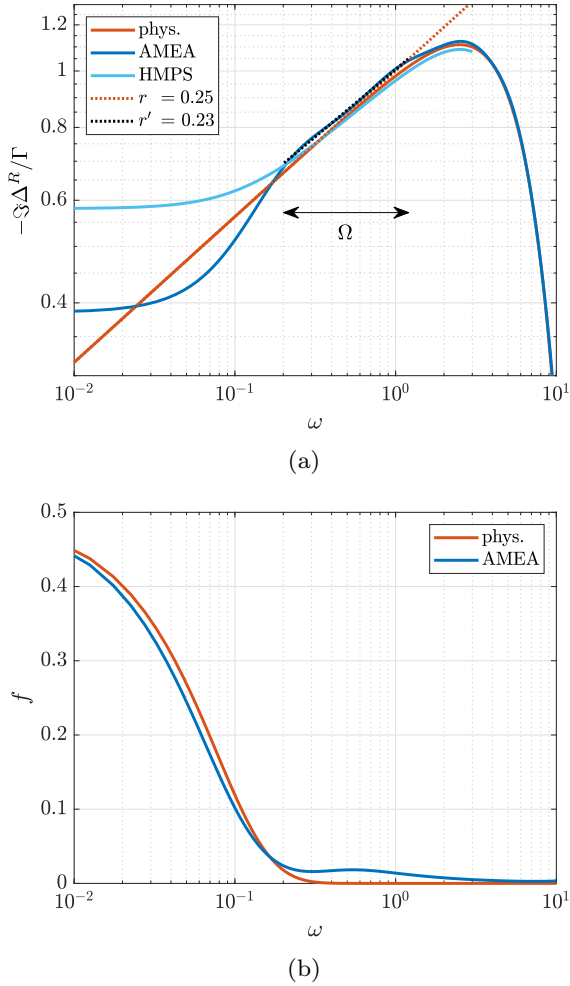 1.2
1
0.8
0.6
0.4
−ℑΔ^R/Γ
phys.
AMEA
HMPS
r = 0.25
r′ = 0.23
Ω
10^−2
10^−1
10^0
10^1
ω
(a)
0.5
0.4
0.3
0.2
0.1
0
f
phys.
AMEA
10^−2
10^−1
10^0
10^1
ω
(b)